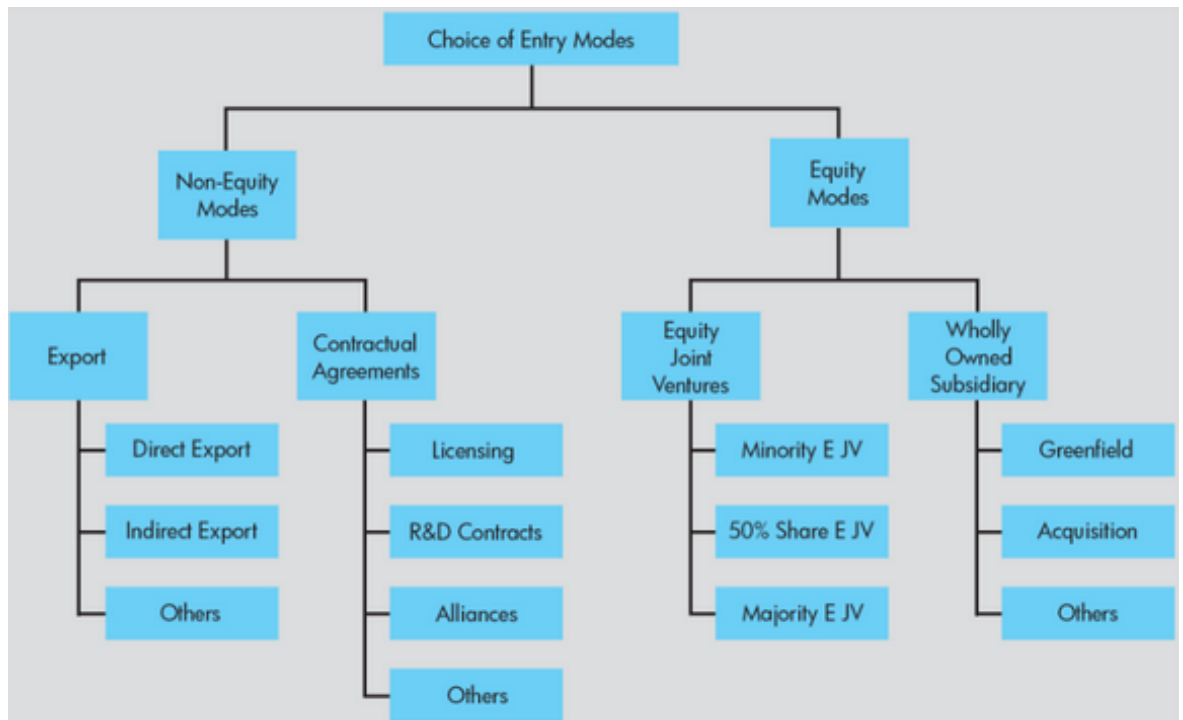 Choice of Entry Modes
Non-Equity
Modes
Equity
Modes
Export
Contractual
Agreements
Equity
Joint
Ventures
Wholly
Owned
Subsidiary
Direct Export
Licensing
Minority E JV
Greenfield
Indirect Export
R&D Contracts
50% Share E JV
Acquisition
Others
Alliances
Majority E JV
Others
Others